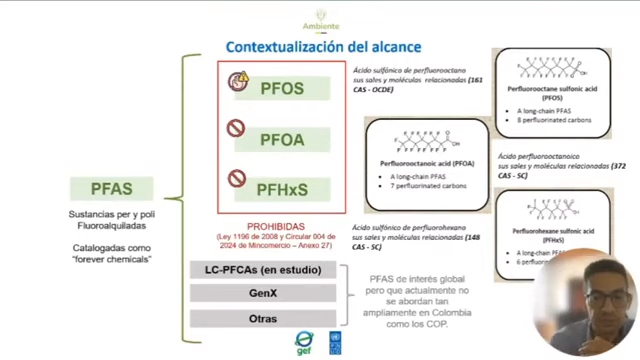 Ambiente
Contextualización del alcance
PFAS
Sustancias per y poli
Fluoroalquiladas
Catalogadas como
"forever chemicals"
PFOS
PFOA
PFHxS
PROHIBIDAS
(Ley 1196 de 2008 y Circular 004 de
2024 de Mincomercio – Anexo 27)
LC-PFCAs (en estudio)
GenX
Otras
Ácido sulfónico de perfluorooctano
sus sales y moléculas relacionadas (161
CAS - OCDE)
Perfluorooctane sulfonic acid
(PFOS)
• A long-chain PFAS
• 8 perfluorinated carbons
Perfluorooctanoic acid (PFOA)
• A long-chain PFAS
• 7 perfluorinated carbons
Ácido perfluorooctanoico
sus sales y moléculas relacionadas (372
CAS - SC)
Ácido sulfónico de perfluorohexana
sus sales y moléculas relacionadas (148
CAS – SC)
Perfluorohexane sulfonic acid
(PFHxS)
• A long-chain PFAS
• 6 perfluorinated
PFAS de interés global
pero que actualmente no
se abordan tan
ampliamente en Colombia
como los COP.
gef